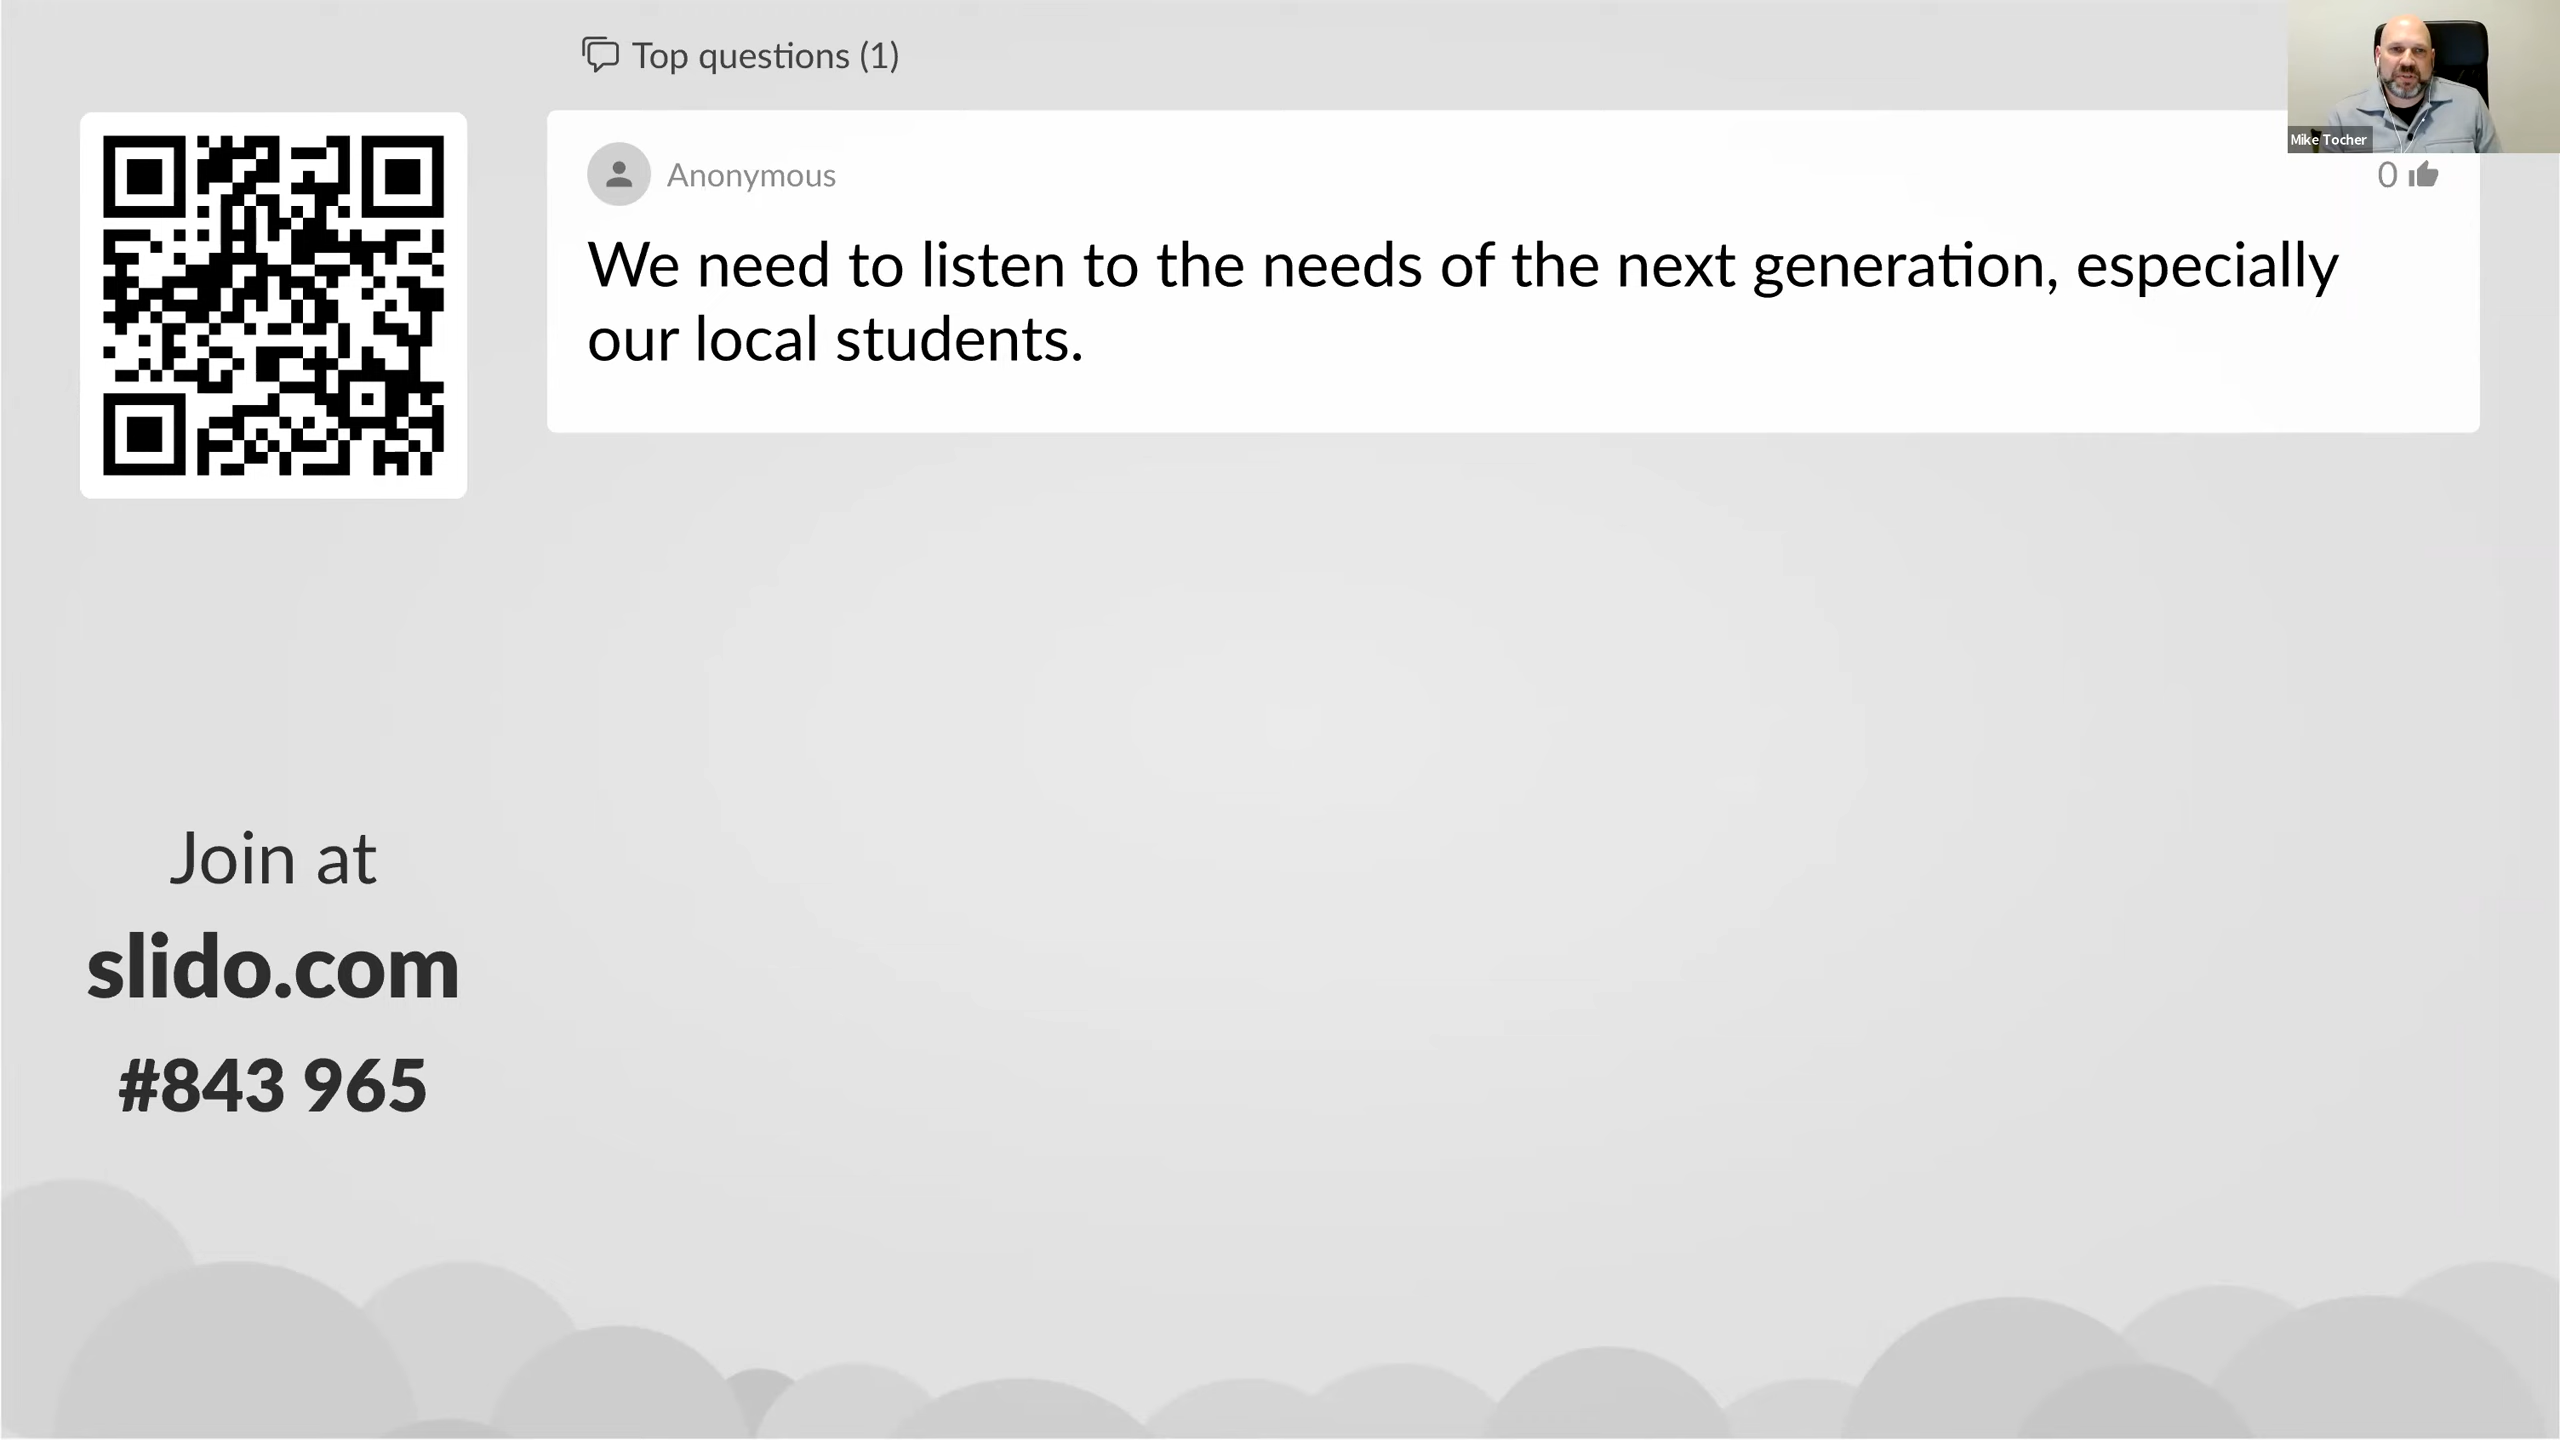 Top questions (1)
Mike Tocher
Anonymous
0
We need to listen to the needs of the next generation, especially
our local students.
Join at
slido.com
#843 965